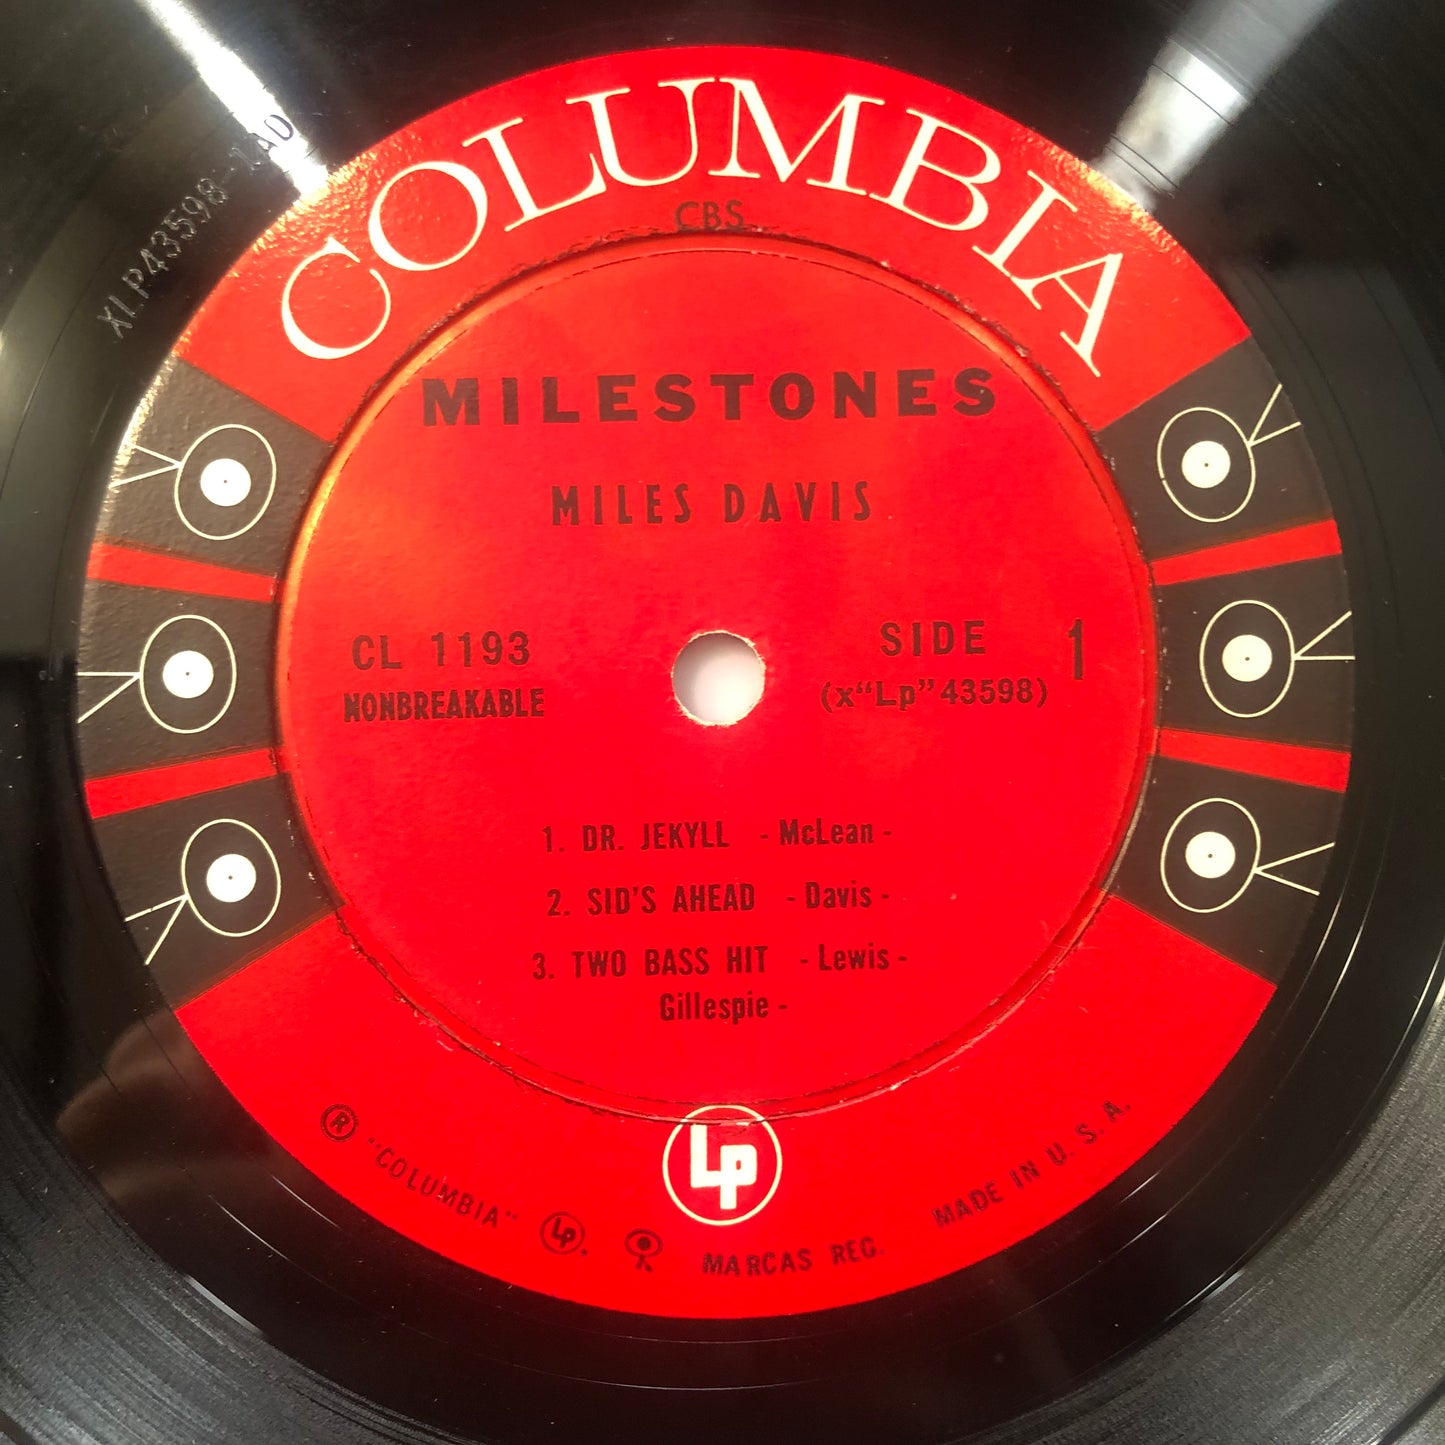 XLP43598-1AD
COLUMBIA
CBS
MILESTONES
MILES DAVIS
CL 1193
NONBREAKABLE
SIDE 1
(x“Lp”43598)
1. DR. JEKYLL - McLean -
2. SID'S AHEAD - Davis -
3. TWO BASS HIT - Lewis -
Gillespie -
Lp
® "COLUMBIA" Lp. MARCAS REG. MADE IN U. S. A.